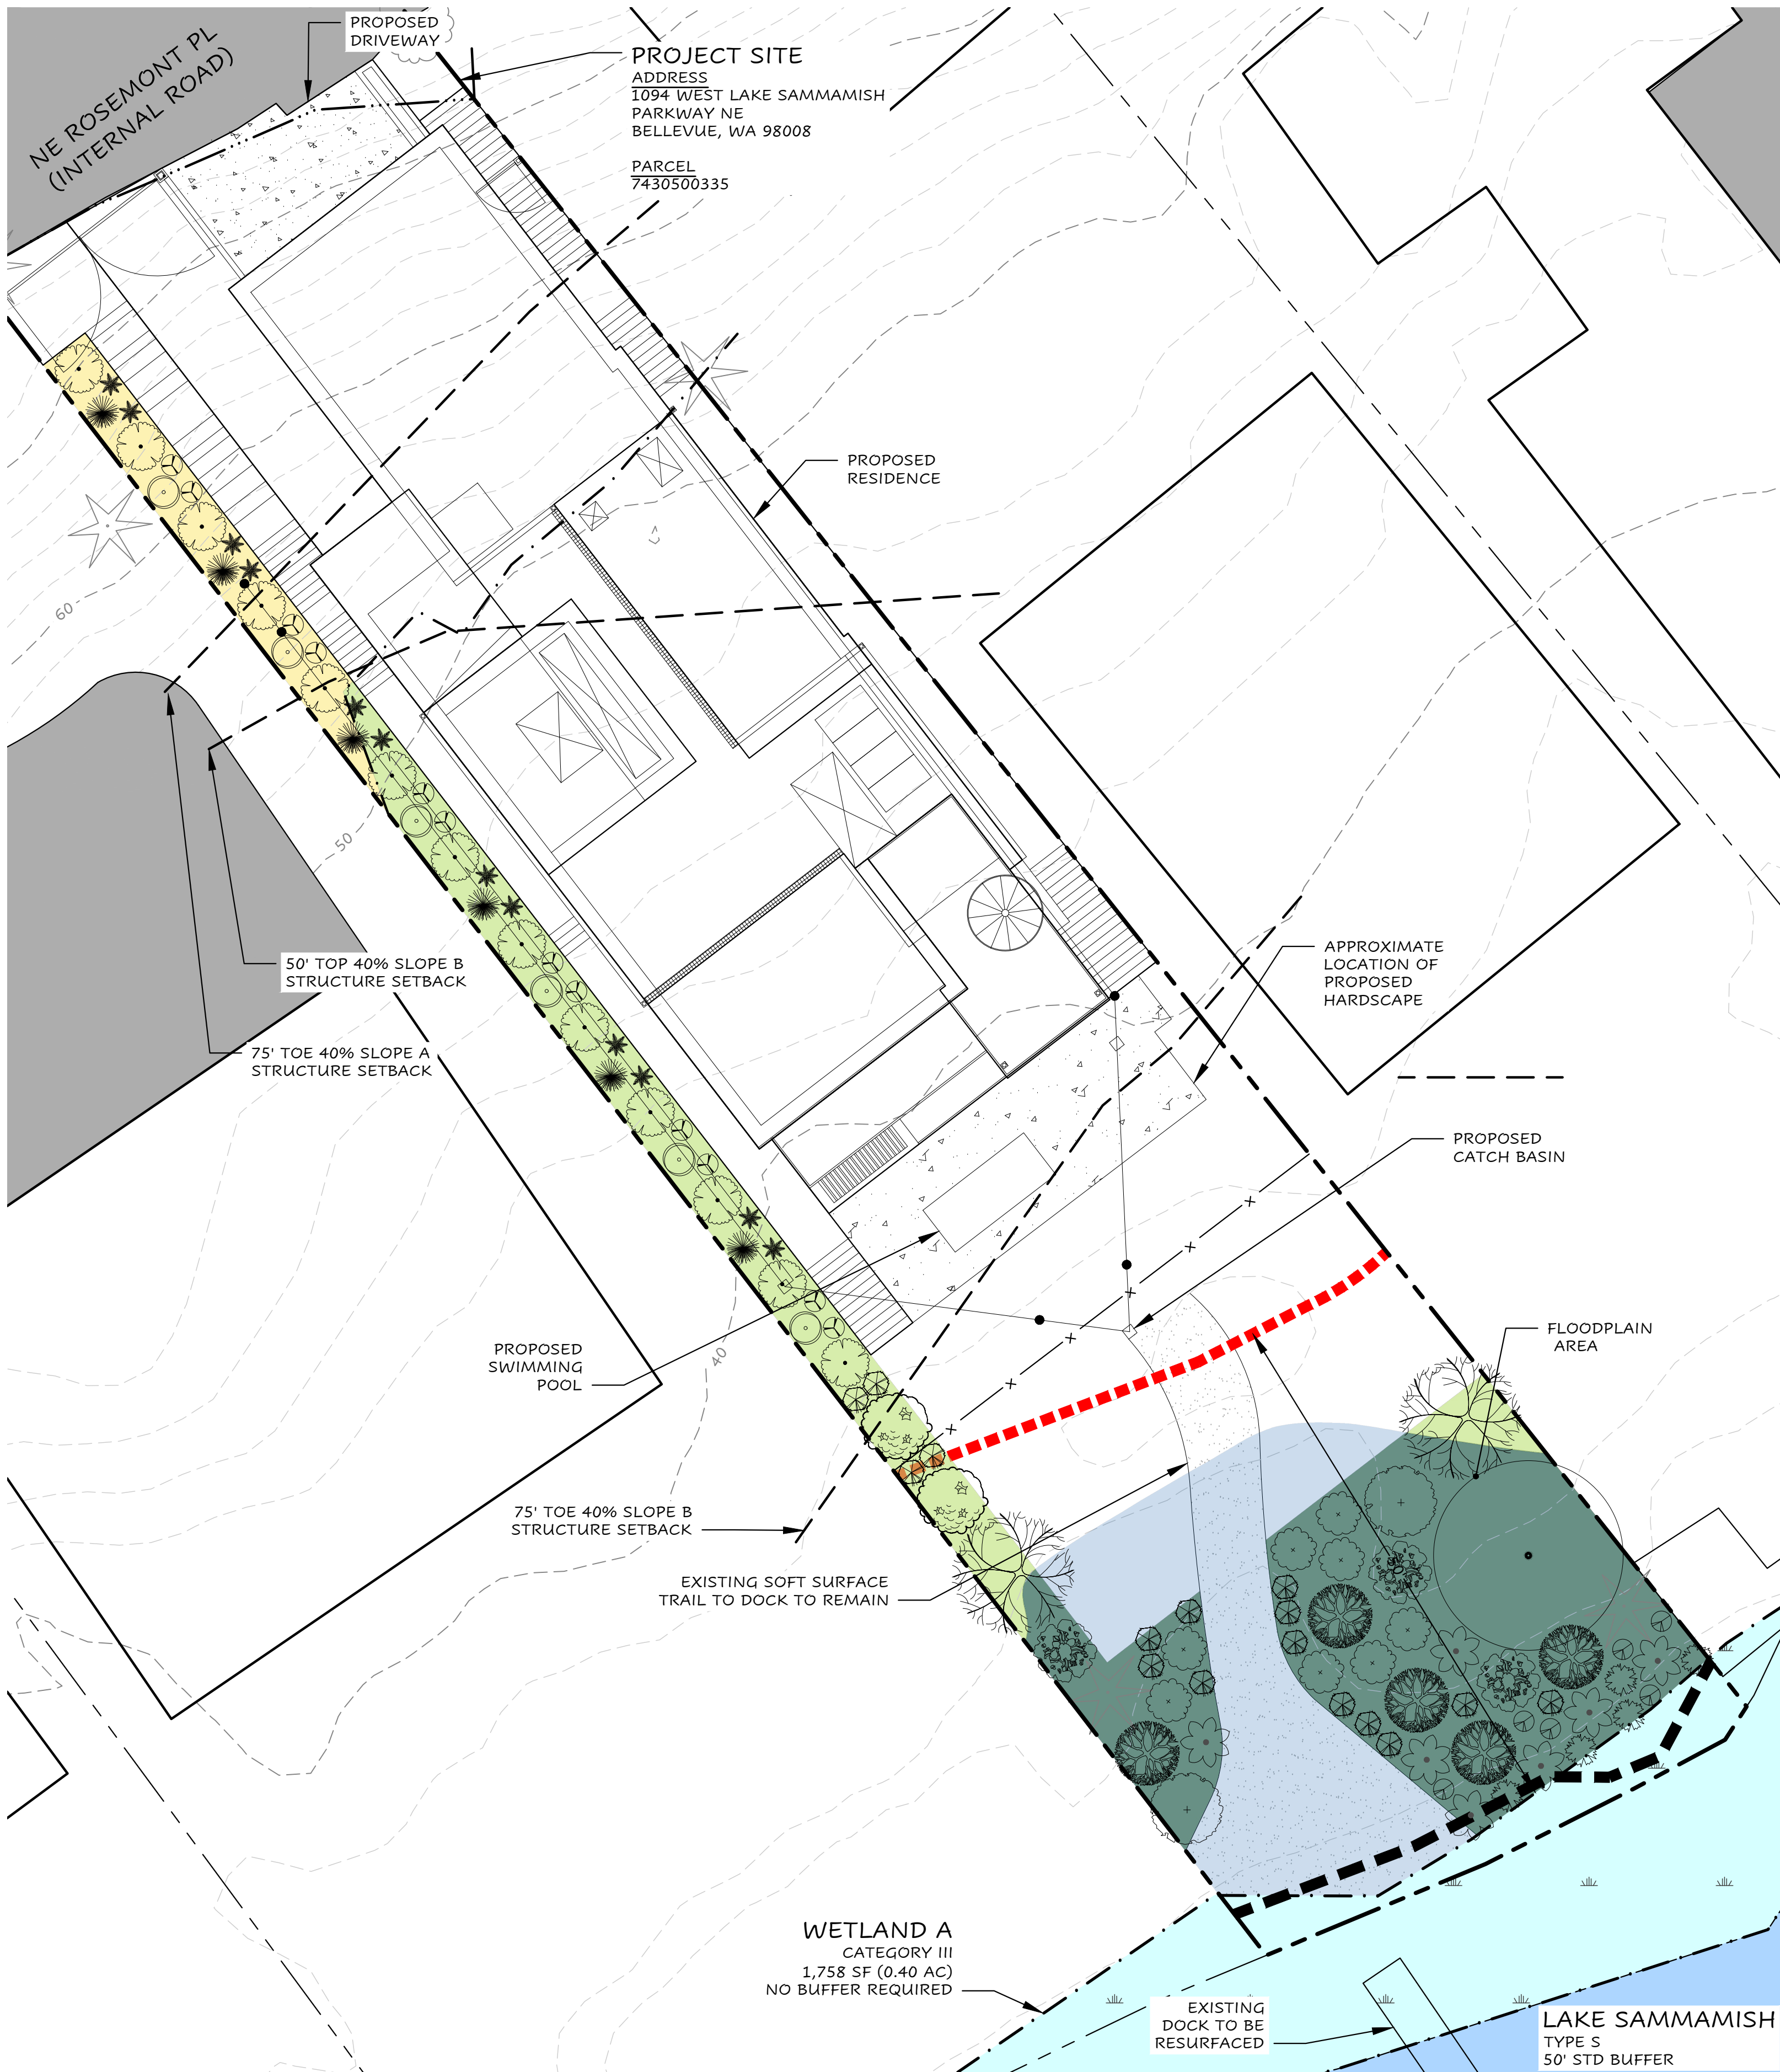 PROPOSED
DRIVEWAY
NE ROSEMONT PL
(INTERNAL ROAD)
PROJECT SITE
ADDRESS
1094 WEST LAKE SAMMAMISH
PARKWAY NE
BELLEVUE, WA 98008
PARCEL
7430500335
PROPOSED
RESIDENCE
60
50
50' TOP 40% SLOPE B
STRUCTURE SETBACK
75' TOE 40% SLOPE A
STRUCTURE SETBACK
APPROXIMATE
LOCATION OF
PROPOSED
HARDSCAPE
PROPOSED
CATCH BASIN
PROPOSED
SWIMMING
POOL
40
FLOODPLAIN
AREA
75' TOE 40% SLOPE B
STRUCTURE SETBACK
EXISTING SOFT SURFACE
TRAIL TO DOCK TO REMAIN
WETLAND A
CATEGORY III
1,758 SF (0.40 AC)
NO BUFFER REQUIRED
EXISTING
DOCK TO BE
RESURFACED
LAKE SAMMAMISH
TYPE S
50' STD BUFFER